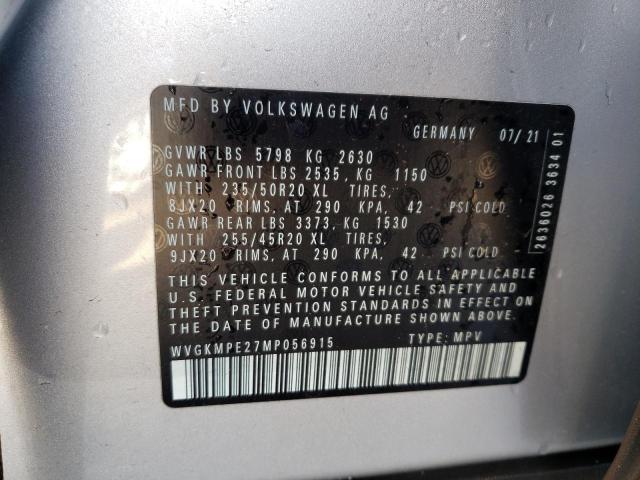 MFD BY VOLKSWAGEN AG
GERMANY 07/21
GVWR LBS 5798 KG 2630
GAWR FRONT LBS 2535, KG 1150
WITH 235/50R20 XL TIRES,
8JX20 RIMS, AT 290 KPA, 42 PSI COLD
GAWR REAR LBS 3373, KG 1530
WITH 255/45R20 XL TIRES,
9JX20 RIMS, AT 290 KPA, 42 PSI COLD
THIS VEHICLE CONFORMS TO ALL APPLICABLE
U.S. FEDERAL MOTOR VEHICLE SAFETY AND
THEFT PREVENTION STANDARDS IN EFFECT ON
THE DATE OF MANUFACTURE SHOWN ABOVE
WVGKMPE27MP056915 TYPE: MPV
2636026 3634 01